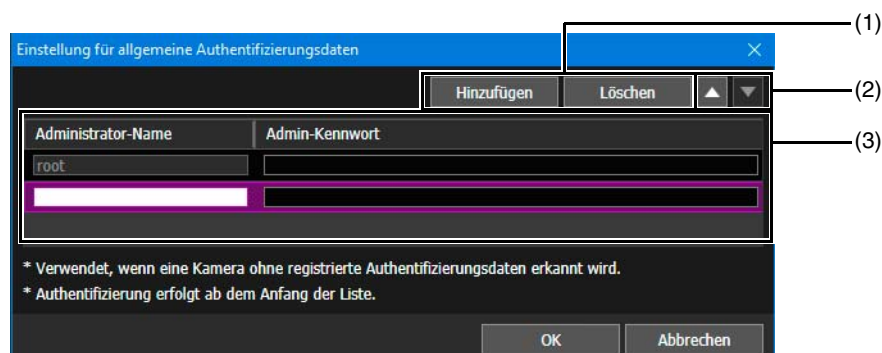 (1)
Einstellung für allgemeine Authentifizierungsdaten
Hinzufügen Löschen
(2)
Administrator-Name Admin-Kennwort
(3)
root
* Verwendet, wenn eine Kamera ohne registrierte Authentifizierungsdaten erkannt wird.
* Authentifizierung erfolgt ab dem Anfang der Liste.
OK Abbrechen